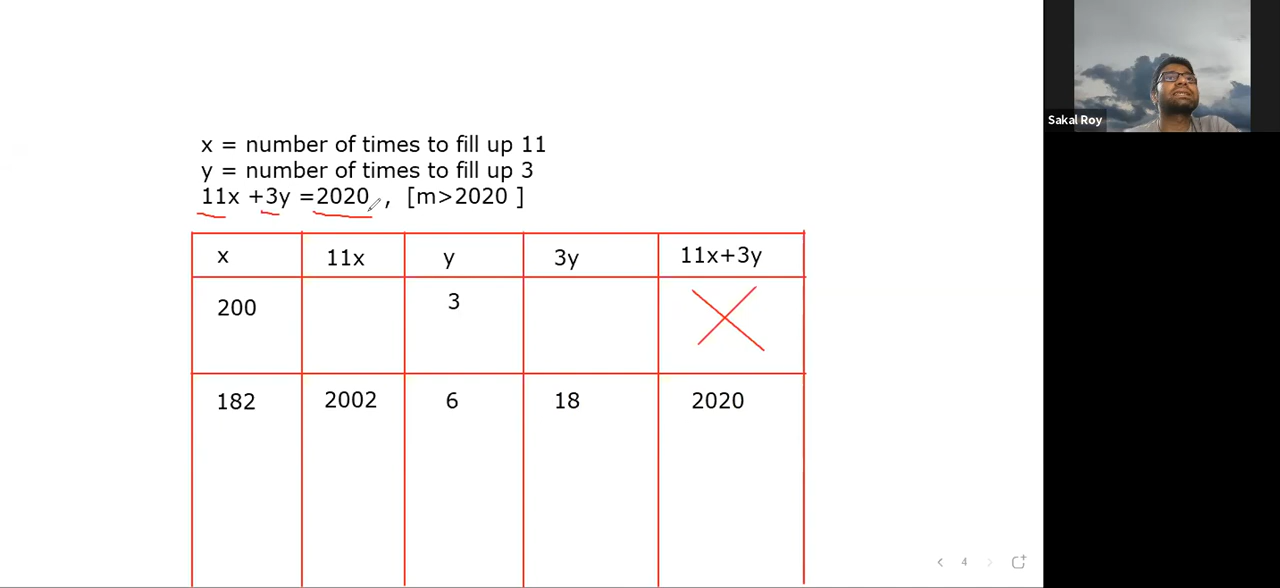 x = number of times to fill up 11
y = number of times to fill up 3
11x +3y =2020 , [m>2020 ]
x 11x y 3y 11x+3y
200 3
182 2002 6 18 2020
Sakal Roy
4